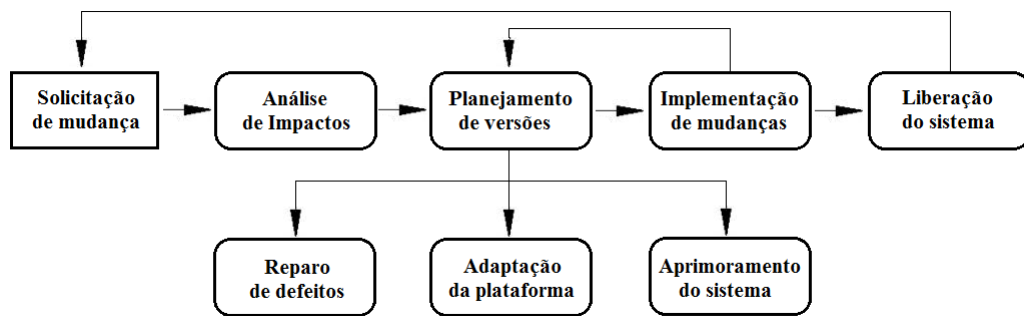 Solicitação
de mudança
Análise
de Impactos
Planejamento
de versões
Implementação
de mudanças
Liberação
do sistema
Reparo
de defeitos
Adaptação
da plataforma
Aprimoramento
do sistema